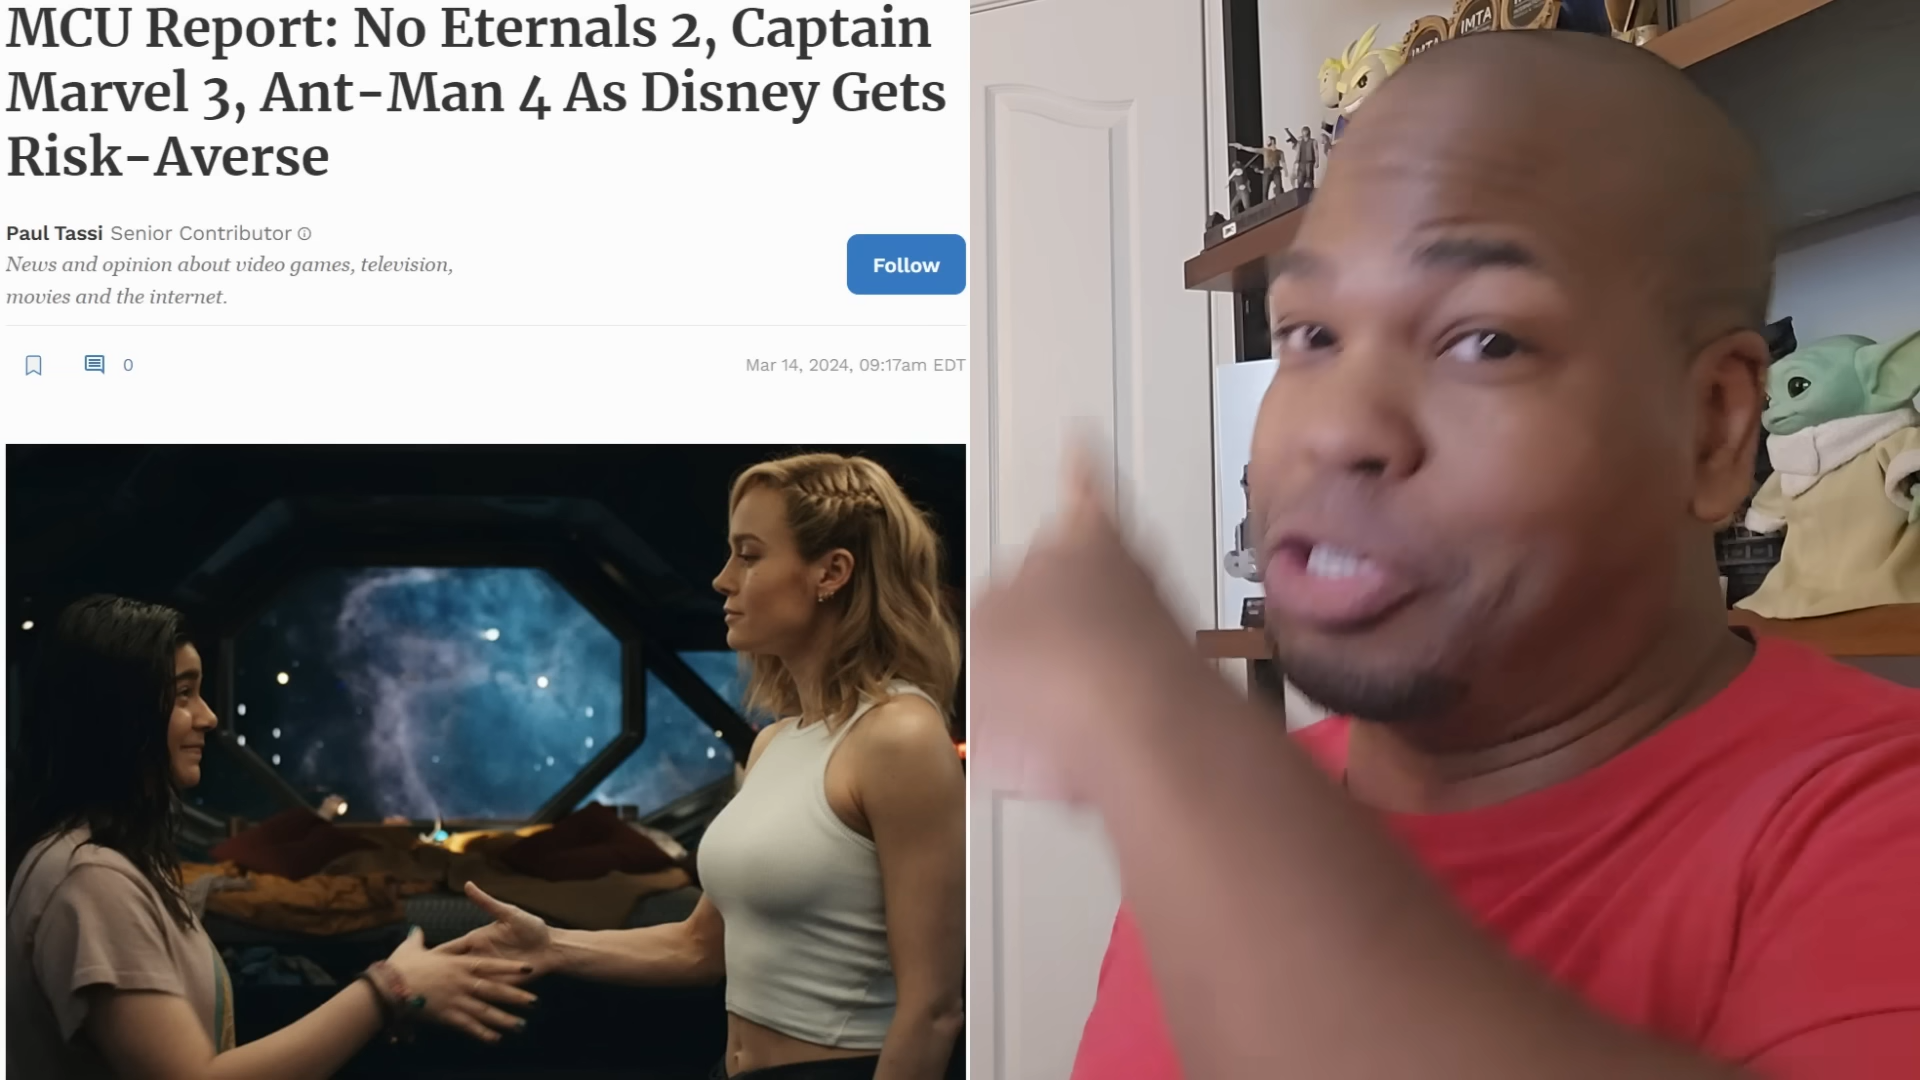 MCU Report: No Eternals 2, Captain
Marvel 3, Ant-Man 4 As Disney Gets
Risk-Averse
Paul Tassi Senior Contributor
News and opinion about video games, television,
movies and the internet.
Follow
0
Mar 14, 2024, 09:17am EDT
IMTA
IMTA